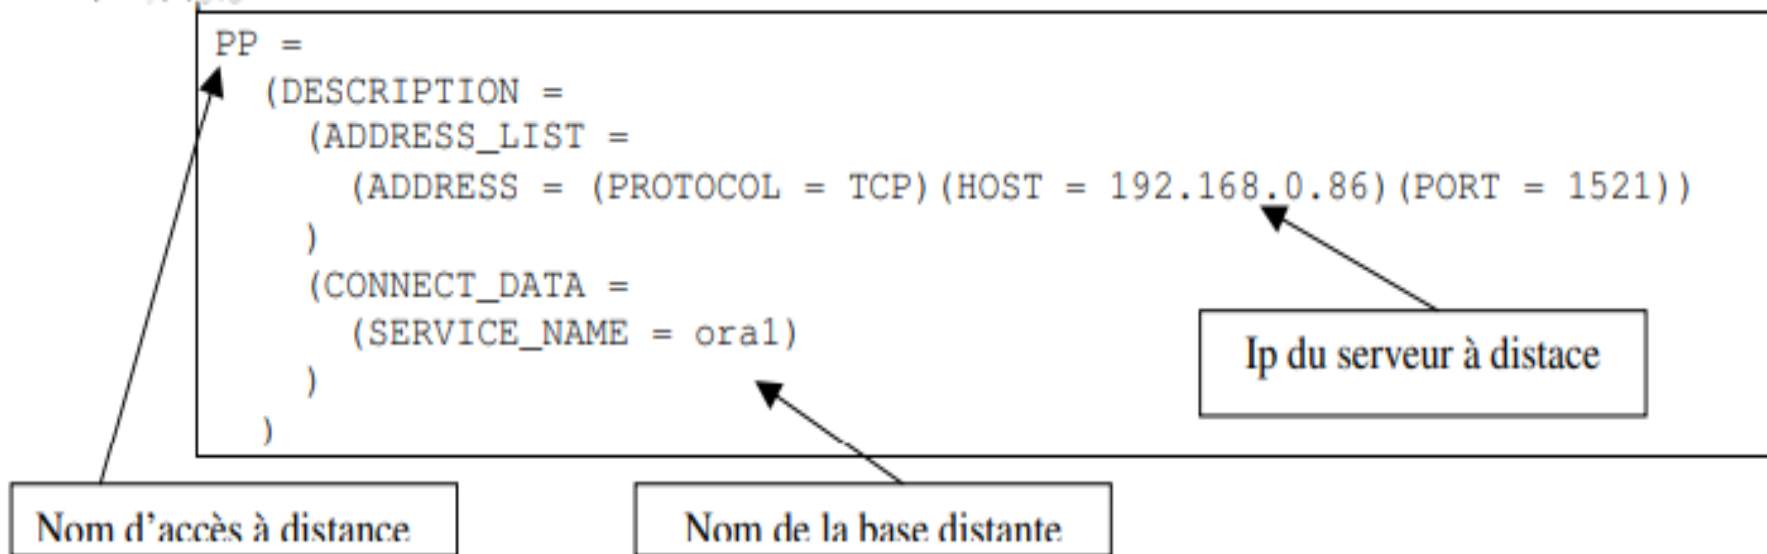 PP =
(DESCRIPTION =
(ADDRESS_LIST =
(ADDRESS = (PROTOCOL = TCP)(HOST = 192.168.0.86)(PORT = 1521))
)
(CONNECT_DATA =
(SERVICE_NAME = ora1)
)
)
Ip du serveur à distace
Nom d'accès à distance
Nom de la base distante